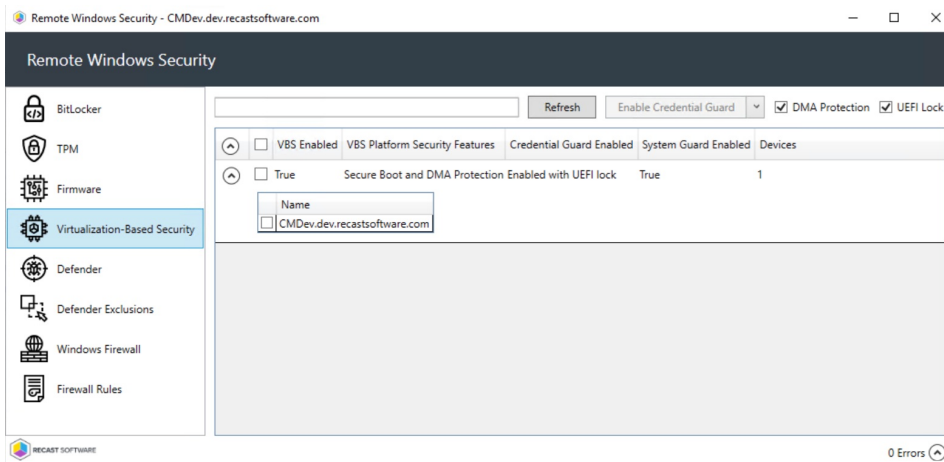 Remote Windows Security - CMDev.dev.recastsoftware.com
Remote Windows Security
BitLocker
TPM
Firmware
Virtualization-Based Security
Defender
Defender Exclusions
Windows Firewall
Firewall Rules
Refresh Enable Credential Guard DMA Protection UEFI Lock
VBS Enabled VBS Platform Security Features Credential Guard Enabled System Guard Enabled Devices
True Secure Boot and DMA Protection Enabled with UEFI lock True 1
Name
CMDev.dev.recastsoftware.com
RECAST SOFTWARE
0 Errors